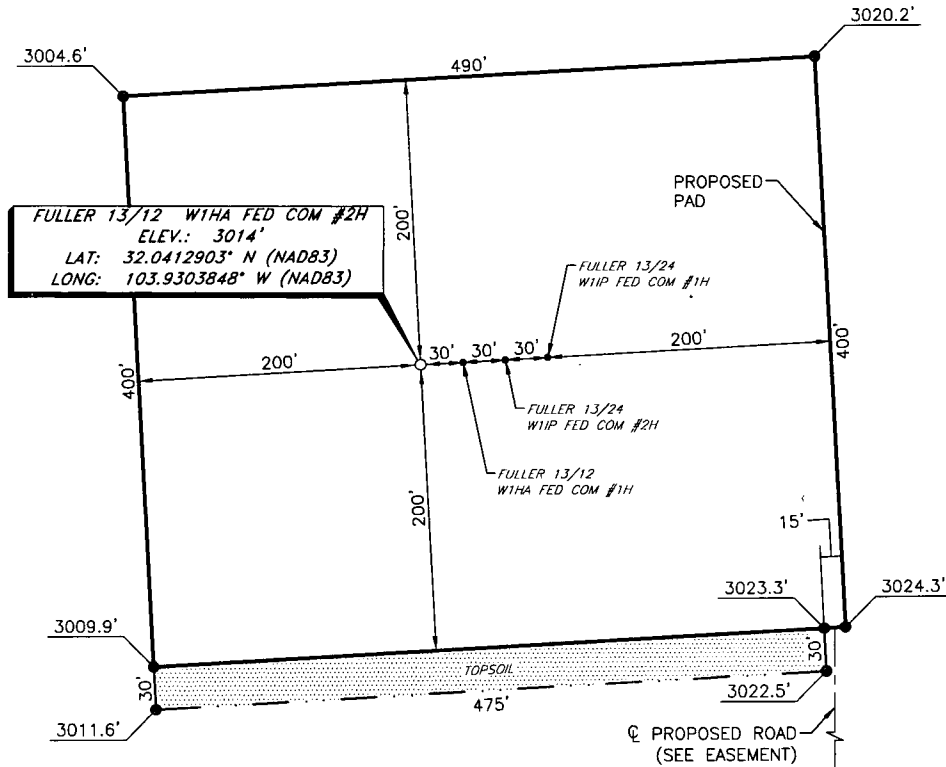 3020.2'
3004.6'
490'
PROPOSED
PAD
200'
FULLER 13/12 W1HA FED COM #2H
ELEV.: 3014'
LAT: 32.0412903° N (NAD83)
LONG: 103.9303848° W (NAD83)
FULLER 13/24
W1IP FED COM #1H
400'
200'
30'
30'
30'
200'
400'
FULLER 13/24
W1IP FED COM #2H
FULLER 13/12
W1HA FED COM #1H
200'
15'
3023.3'
3024.3'
3009.9'
30'
TOPSOIL
30'
475'
3022.5'
3011.6'
℄ PROPOSED ROAD
(SEE EASEMENT)